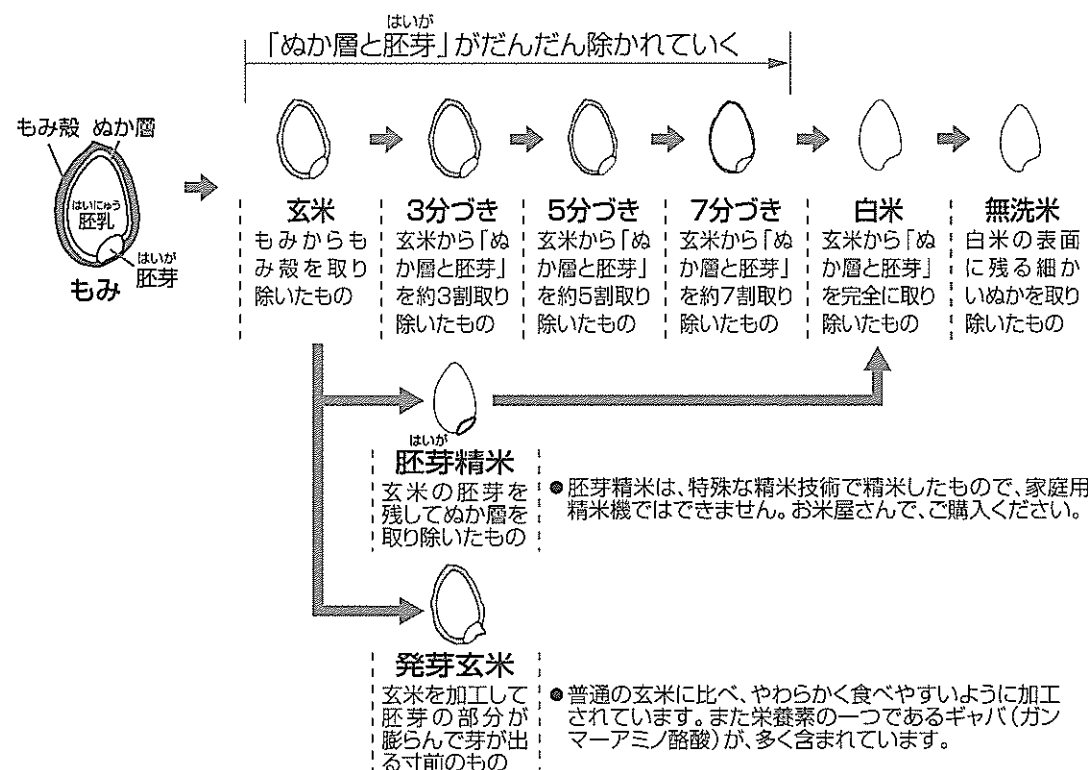 はいが
「ぬか層と胚芽」がだんだん除かれていく
もみ殻 ぬか層
はいにゅう
胚乳
はいが
胚芽
もみ
玄米
もみからも
み殻を取り
除いたもの
3分づき
玄米から「ぬ
か層と胚芽」
を約3割取り
除いたもの
5分づき
玄米から「ぬ
か層と胚芽」
を約5割取り
除いたもの
7分づき
玄米から「ぬ
か層と胚芽」
を約7割取り
除いたもの
白米
玄米から「ぬ
か層と胚芽」
を完全に取り
除いたもの
無洗米
白米の表面
に残る細か
いぬかを取り
除いたもの
はいが
胚芽精米
玄米の胚芽を
残してぬか層を
取り除いたもの
●胚芽精米は、特殊な精米技術で精米したもので、家庭用
精米機ではできません。お米屋さんで、ご購入ください。
発芽玄米
玄米を加工して
胚芽の部分が
膨らんで芽が出
る寸前のもの
●普通の玄米に比べ、やわらかく食べやすいように加工
されています。また栄養素の一つであるギャバ(ガン
マーアミノ酪酸)が、多く含まれています。